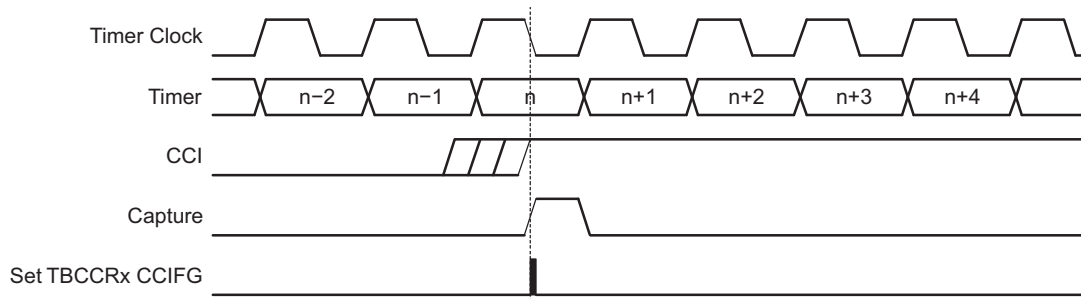 Timer Clock
Timer n−2 n−1 n n+1 n+2 n+3 n+4
CCI
Capture
Set TBCCRx CCIFG